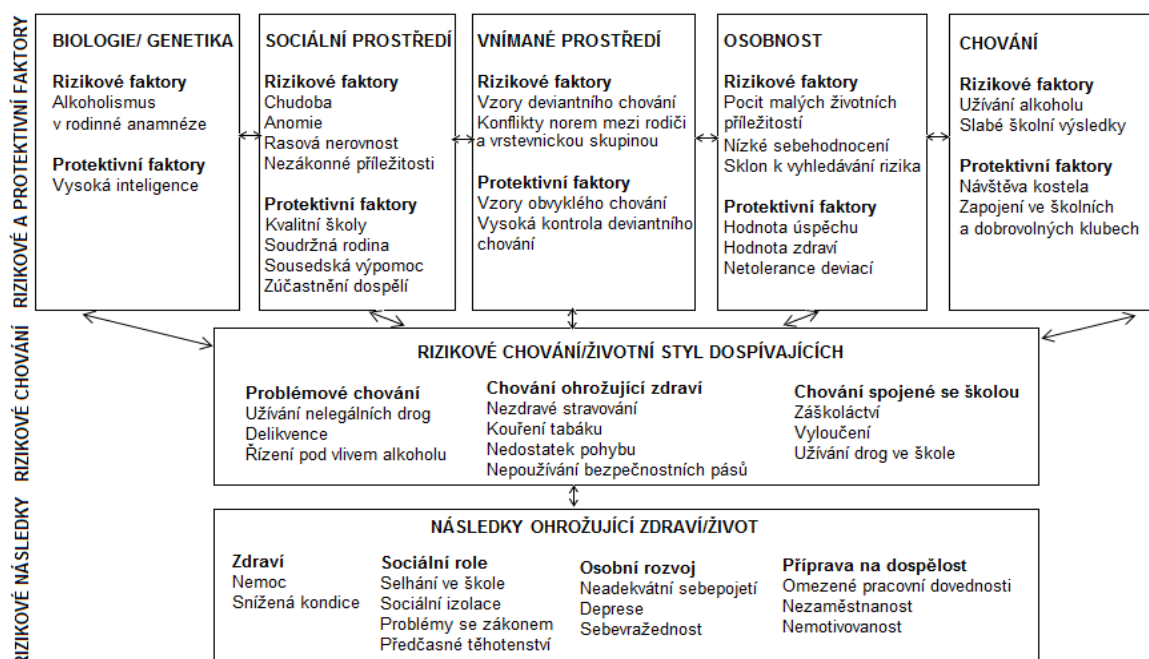 RIZIKOVÉ A PROTEKTIVNÍ FAKTORY
BIOLOGIE/ GENETIKA
Rizikové faktory
Alkoholismus
v rodinné anamnéze
Protektivní faktory
Vysoká inteligence
SOCIÁLNÍ PROSTŘEDÍ
Rizikové faktory
Chudoba
Anomie
Rasová nerovnost
Nezákonné příležitosti
Protektivní faktory
Kvalitní školy
Soudržná rodina
Sousedská výpomoc
Zúčastnění dospělí
VNÍMANÉ PROSTŘEDÍ
Rizikové faktory
Vzory deviantního chování
Konflikty norem mezi rodiči
a vrstevnickou skupinou
Protektivní faktory
Vzory obvyklého chování
Vysoká kontrola deviantního
chování
OSOBNOST
Rizikové faktory
Pocit malých životních
příležitostí
Nízké sebehodnocení
Sklon k vyhledávání rizika
Protektivní faktory
Hodnota úspěchu
Hodnota zdraví
Netolerance deviací
CHOVÁNÍ
Rizikové faktory
Užívání alkoholu
Slabé školní výsledky
Protektivní faktory
Návštěva kostela
Zapojení ve školních
a dobrovolných klubech
RIZIKOVÉ CHOVÁNÍ
RIZIKOVÉ CHOVÁNÍ/ŽIVOTNÍ STYL DOSPÍVAJÍCÍCH
Problémové chování
Užívání nelegálních drog
Delikvence
Řízení pod vlivem alkoholu
Chování ohrožující zdraví
Nezdravé stravování
Kouření tabáku
Nedostatek pohybu
Nepoužívání bezpečnostních pásů
Chování spojené se školou
Záškoláctví
Vyloučení
Užívání drog ve škole
RIZIKOVÉ NÁSLEDKY
NÁSLEDKY OHROŽUJÍCÍ ZDRAVÍ/ŽIVOT
Zdraví
Nemoc
Snížená kondice
Sociální role
Selhání ve škole
Sociální izolace
Problémy se zákonem
Předčasné těhotenství
Osobní rozvoj
Neadekvátní sebepojetí
Deprese
Sebevražednost
Příprava na dospělost
Omezené pracovní dovednosti
Nezaměstnanost
Nemotivovanost